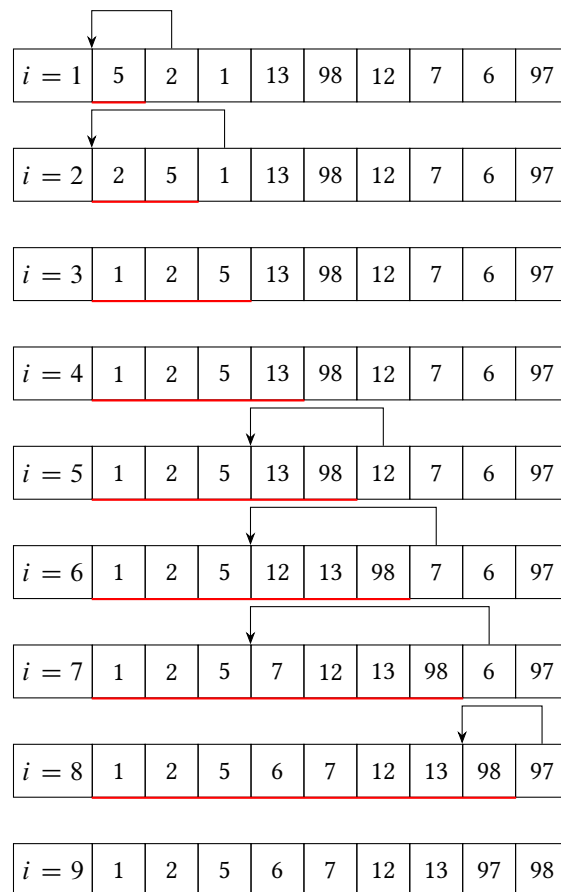 i = 1 5 2 1 13 98 12 7 6 97
i = 2 2 5 1 13 98 12 7 6 97
i = 3 1 2 5 13 98 12 7 6 97
i = 4 1 2 5 13 98 12 7 6 97
i = 5 1 2 5 13 98 12 7 6 97
i = 6 1 2 5 12 13 98 7 6 97
i = 7 1 2 5 7 12 13 98 6 97
i = 8 1 2 5 6 7 12 13 98 97
i = 9 1 2 5 6 7 12 13 97 98